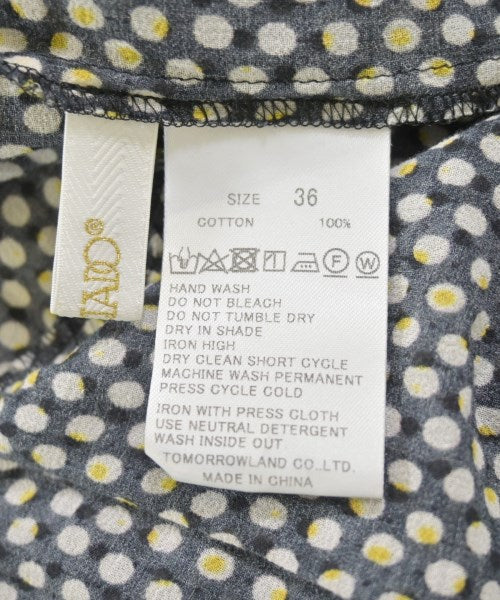 SIZE 36
COTTON 100%
F W
HAND WASH
DO NOT BLEACH
DO NOT TUMBLE DRY
DRY IN SHADE
IRON HIGH
DRY CLEAN SHORT CYCLE
MACHINE WASH PERMANENT
PRESS CYCLE COLD
IRON WITH PRESS CLOTH
USE NEUTRAL DETERGENT
WASH INSIDE OUT.
TOMORROWLAND CO.,LTD.
MADE IN CHINA